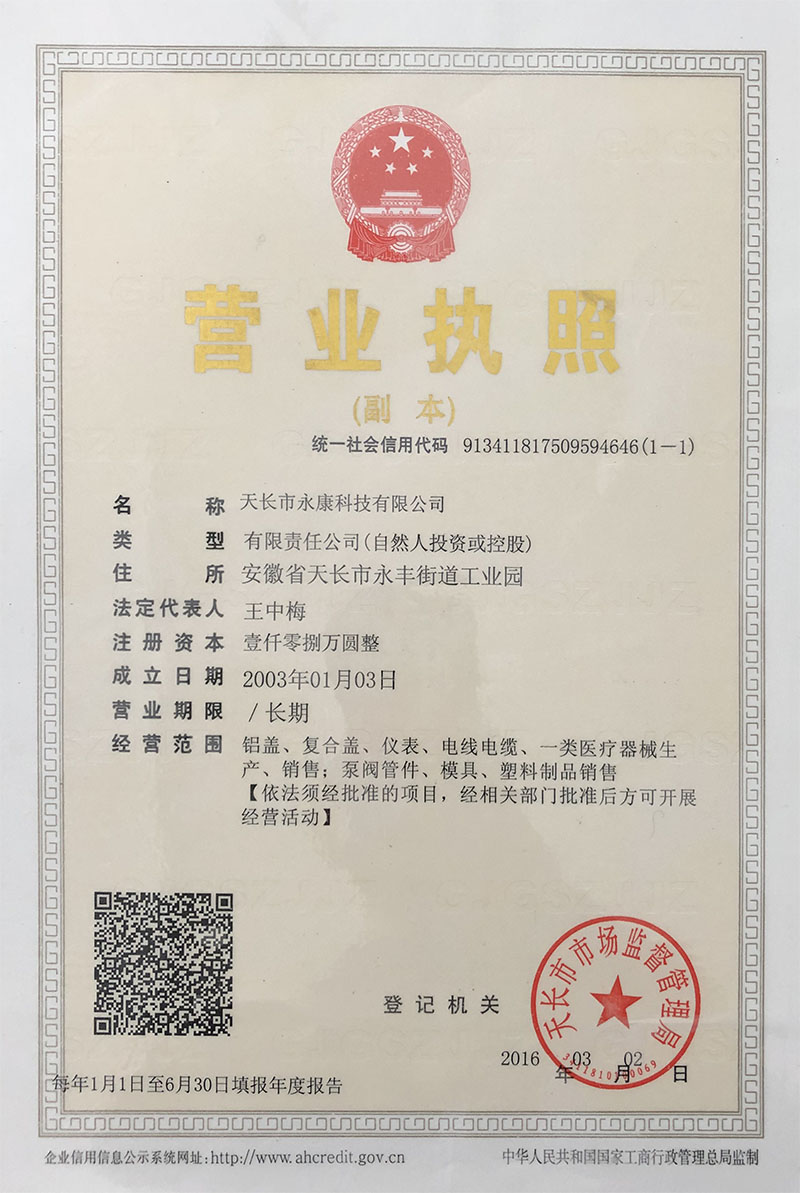 营业执照
(副 本)
统一社会信用代码 913411817509594646(1-1)
名 称 天长市永康科技有限公司
类 型 有限责任公司(自然人投资或控股)
住 所 安徽省天长市永丰街道工业园
法定代表人 王中梅
注册资本 壹仟零捌万圆整
成立日期 2003年01月03日
营业期限 /长期
经营范围 铝盖、复合盖、仪表、电线电缆、一类医疗器械生
产、销售；泵阀管件、模具、塑料制品销售
【依法须经批准的项目，经相关部门批准后方可开展
经营活动】
登记机关
天长市市场监督管理局
2016年03月02日
每年1月1日至6月30日填报年度报告
企业信用信息公示系统网址:http://www.ahcredit.gov.cn
中华人民共和国国家工商行政管理总局监制